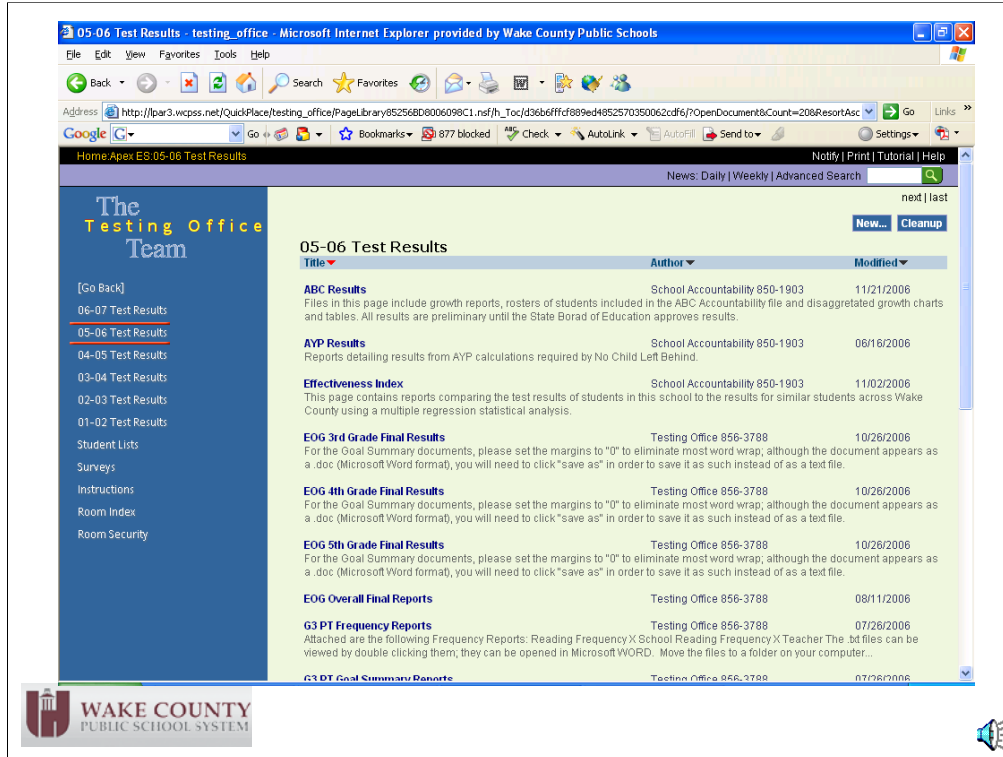 05-06 Test Results - testing_office - Microsoft Internet Explorer provided by Wake County Public Schools
File Edit View Favorites Tools Help
Back Search Favorites
Address http://lpar3.wcpss.net/QuickPlace/testing_office/PageLibrary85256BD8006098C1.nsf/h_Toc/d36b6fffcf889ed4852570350062cdf6/?OpenDocument&Count=20&ResortAsc Go Links »
Google G Go Bookmarks 877 blocked Check AutoLink AutoFill Send to Settings
Home:Apex ES:05-06 Test Results Notify | Print | Tutorial | Help
News: Daily | Weekly | Advanced Search
next | last
The
Testing Office
Team
New... Cleanup
05-06 Test Results
Title Author Modified
[Go Back]
06-07 Test Results
05-06 Test Results
04-05 Test Results
03-04 Test Results
02-03 Test Results
01-02 Test Results
Student Lists
Surveys
Instructions
Room Index
Room Security
ABC Results School Accountability 850-1903 11/21/2006
Files in this page include growth reports, rosters of students included in the ABC Accountability file and disaggretated growth charts
and tables. All results are preliminary until the State Borad of Education approves results.
AYP Results School Accountability 850-1903 06/16/2006
Reports detailing results from AYP calculations required by No Child Left Behind.
Effectiveness Index School Accountability 850-1903 11/02/2006
This page contains reports comparing the test results of students in this school to the results for similar students across Wake
County using a multiple regression statistical analysis.
EOG 3rd Grade Final Results Testing Office 856-3788 10/26/2006
For the Goal Summary documents, please set the margins to "0" to eliminate most word wrap; although the document appears as
a .doc (Microsoft Word format), you will need to click "save as" in order to save it as such instead of as a text file.
EOG 4th Grade Final Results Testing Office 856-3788 10/26/2006
For the Goal Summary documents, please set the margins to "0" to eliminate most word wrap; although the document appears as
a .doc (Microsoft Word format), you will need to click "save as" in order to save it as such instead of as a text file.
EOG 5th Grade Final Results Testing Office 856-3788 10/26/2006
For the Goal Summary documents, please set the margins to "0" to eliminate most word wrap; although the document appears as
a .doc (Microsoft Word format), you will need to click "save as" in order to save it as such instead of as a text file.
EOG Overall Final Reports Testing Office 856-3788 08/11/2006
G3 PT Frequency Reports Testing Office 856-3788 07/26/2006
Attached are the following Frequency Reports: Reading Frequency X School Reading Frequency X Teacher The .txt files can be
viewed by double clicking them; they can be opened in Microsoft WORD. Move the files to a folder on your computer...
G3 PT Goal Summary Reports Testing Office 856-3788 07/26/2006
WAKE COUNTY
PUBLIC SCHOOL SYSTEM